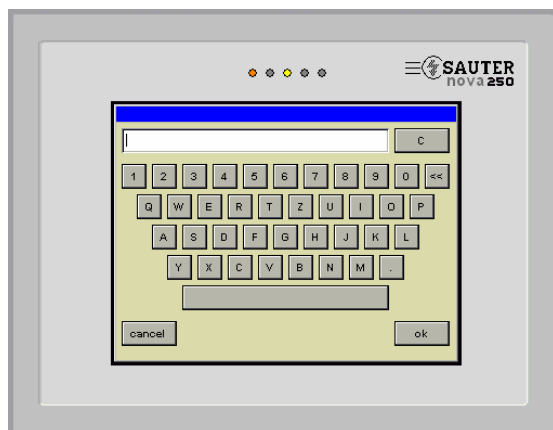 SAUTER
nova 250
C
1 2 3 4 5 6 7 8 9 0 <<
Q W E R T Z U I O P
A S D F G H J K L
Y X C V B N M .
cancel ok